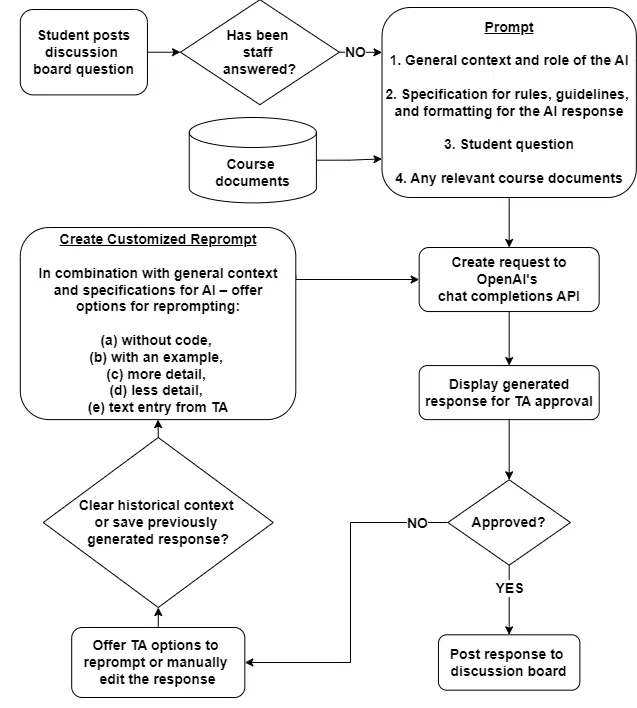 Student posts
discussion
board question
Has been
staff
answered?
NO
Prompt
1. General context and role of the AI
2. Specification for rules, guidelines,
and formatting for the AI response
3. Student question
4. Any relevant course documents
Course
documents
Create Customized Reprompt
In combination with general context
and specifications for AI – offer
options for reprompting:
(a) without code,
(b) with an example,
(c) more detail,
(d) less detail,
(e) text entry from TA
Create request to
OpenAI's
chat completions API
Display generated
response for TA approval
Clear historical context
or save previously
generated response?
NO
Approved?
YES
Offer TA options to
reprompt or manually
edit the response
Post response to
discussion board